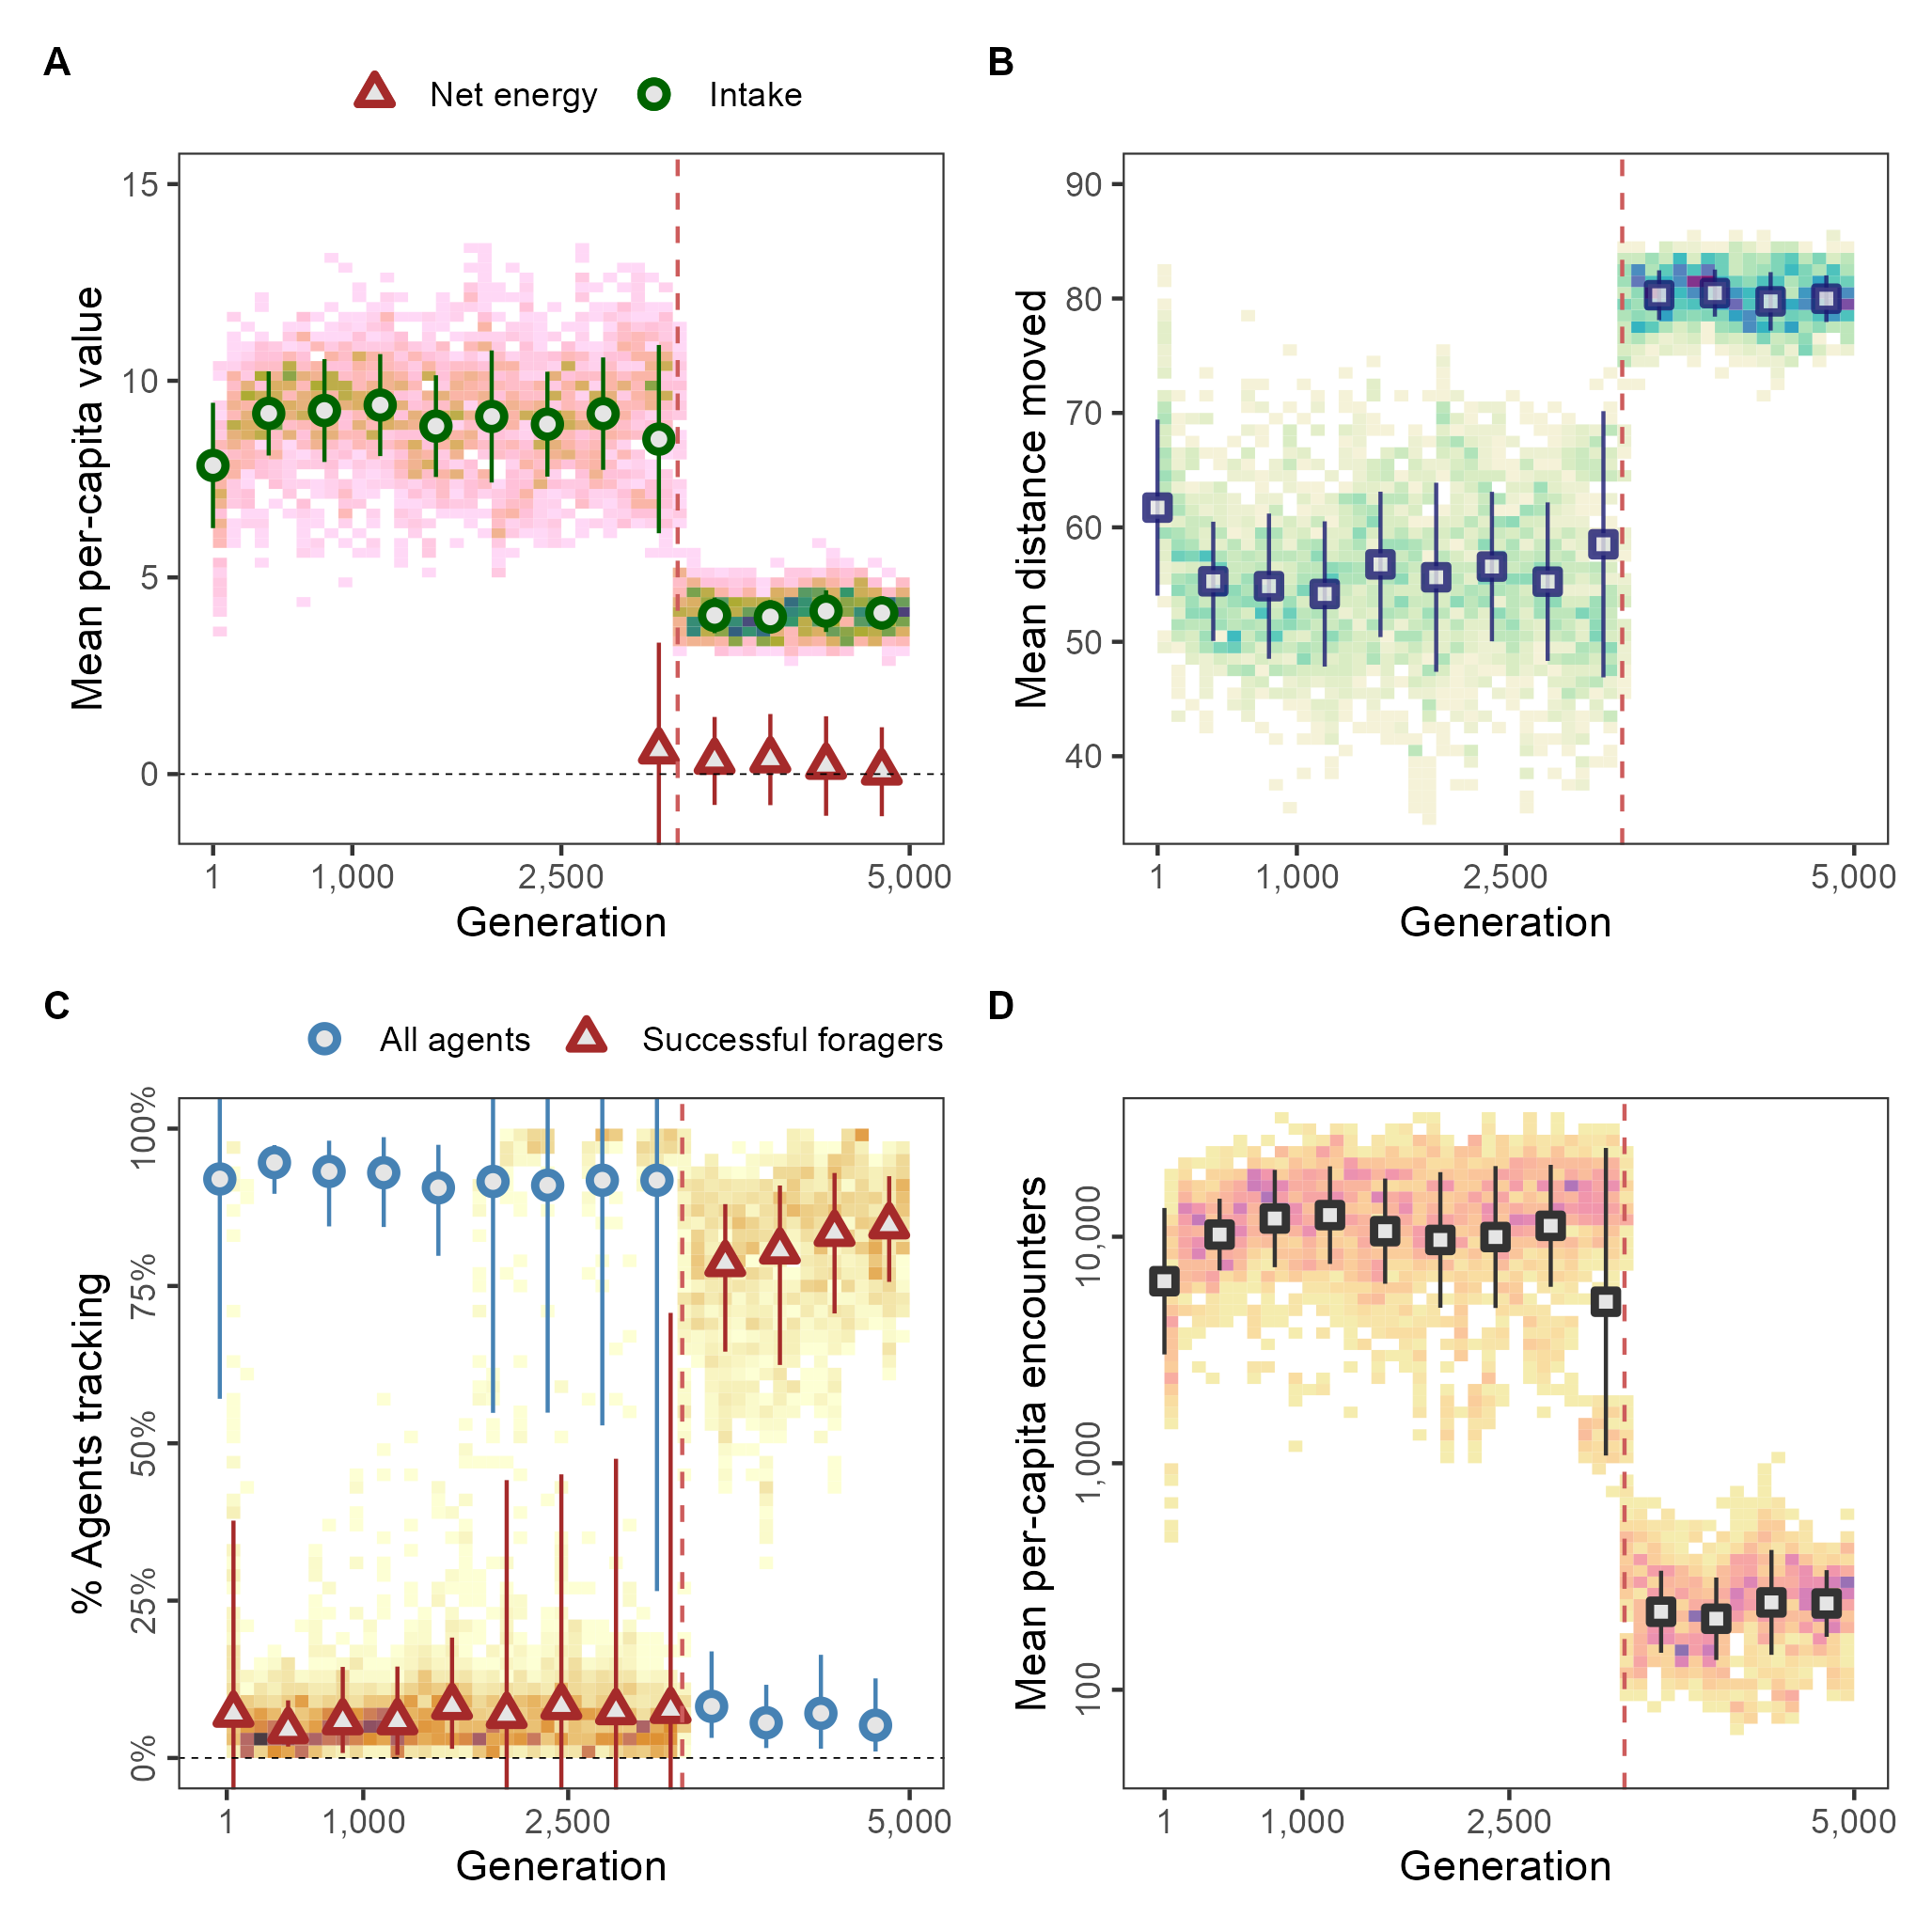 A
Net energy
Intake
Mean per-capita value
15
10
5
0
1
1,000
2,500
5,000
Generation
B
Mean distance moved
90
80
70
60
50
40
1
1,000
2,500
5,000
Generation
C
All agents
Successful foragers
% Agents tracking
100%
75%
50%
25%
0%
1
1,000
2,500
5,000
Generation
D
Mean per-capita encounters
10,000
1,000
100
1
1,000
2,500
5,000
Generation